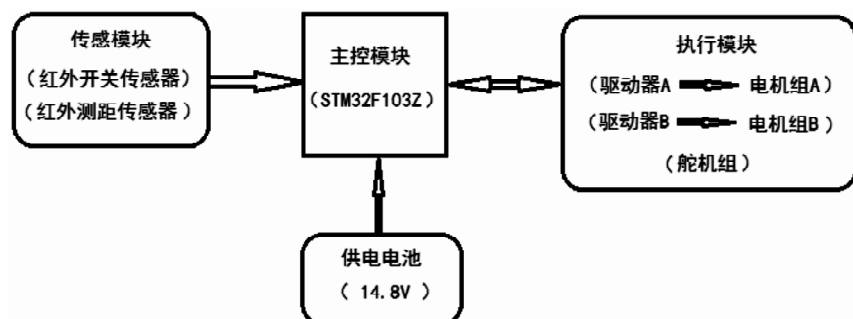 传感模块
（红外开关传感器）
（红外测距传感器）
主控模块
（STM32F103Z）
执行模块
（驱动器A 电机组A）
（驱动器B 电机组B）
（舵机组）
供电电池
（ 14.8V ）